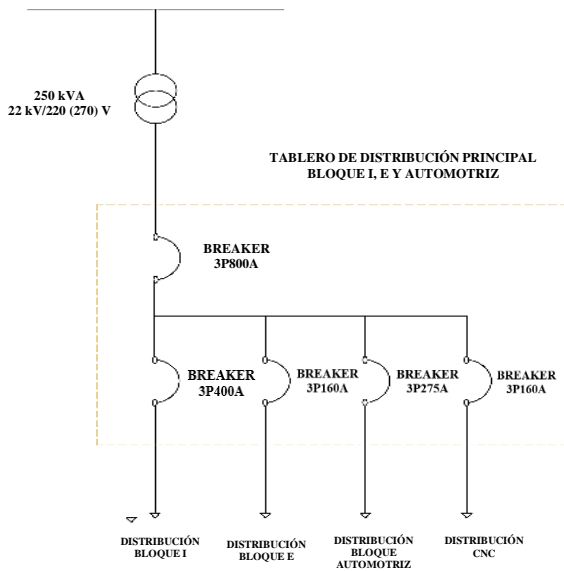 250 kVA
22 kV/220 (270) V
TABLERO DE DISTRIBUCIÓN PRINCIPAL
BLOQUE I, E Y AUTOMOTRIZ
BREAKER
3P800A
BREAKER
3P400A
BREAKER
3P160A
BREAKER
3P275A
BREAKER
3P160A
DISTRIBUCIÓN
BLOQUE I
DISTRIBUCIÓN
BLOQUE E
DISTRIBUCIÓN
BLOQUE
AUTOMOTRIZ
DISTRIBUCIÓN
CNC